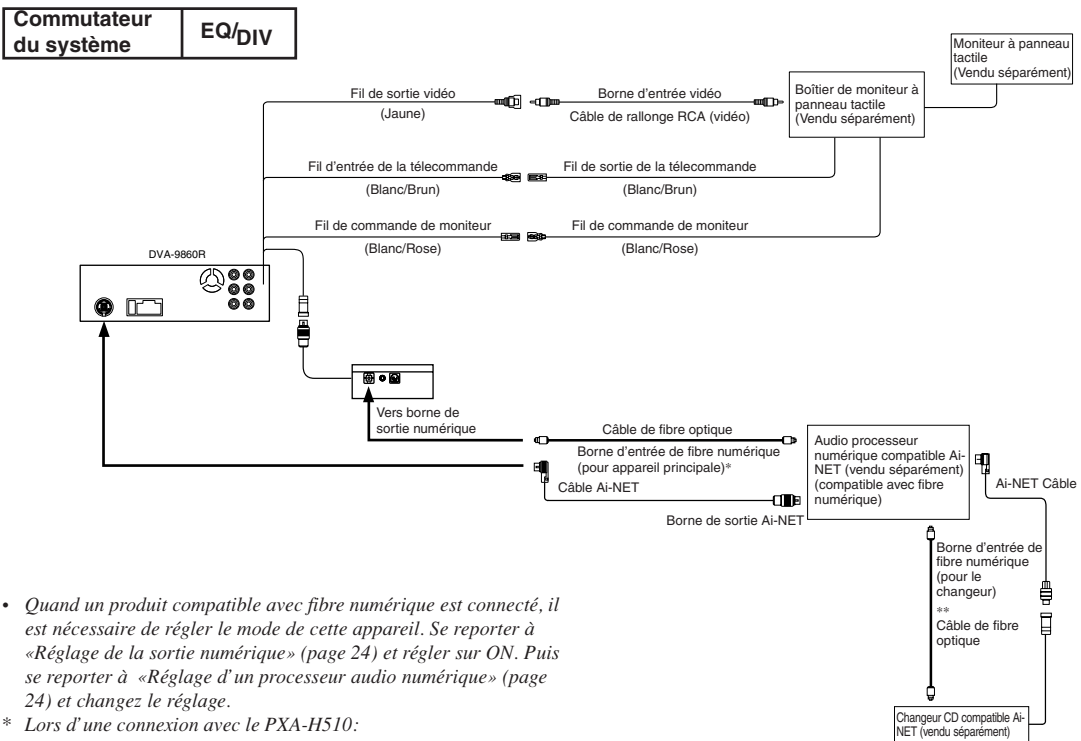 Commutateur
du système
EQ/DIV
Moniteur à panneau
tactile
(Vendu séparément)
Fil de sortie vidéo
(Jaune)
Borne d'entrée vidéo
Câble de rallonge RCA (vidéo)
Boîtier de moniteur à
panneau tactile
(Vendu séparément)
Fil d'entrée de la télecommande
(Blanc/Brun)
Fil de sortie de la télecommande
(Blanc/Brun)
Fil de commande de moniteur
(Blanc/Rose)
Fil de commande de moniteur
(Blanc/Rose)
DVA-9860R
Vers borne de
sortie numérique
Câble de fibre optique
Borne d'entrée de fibre numérique
(pour appareil principale)*
Câble Ai-NET
Borne de sortie Ai-NET
Audio processeur
numérique compatible Ai-
NET (vendu séparément)
(compatible avec fibre
numérique)
Ai-NET Câble
Borne d'entrée de
fibre numérique
(pour le
changeur)
**
Câble de fibre
optique
Changeur CD compatible Ai-
NET (vendu séparément)
• Quand un produit compatible avec fibre numérique est connecté, il
est nécessaire de régler le mode de cette appareil. Se reporter à
«Réglage de la sortie numérique» (page 24) et régler sur ON. Puis
se reporter à «Réglage d'un processeur audio numérique» (page
24) et changez le réglage.
* Lors d'une connexion avec le PXA-H510: